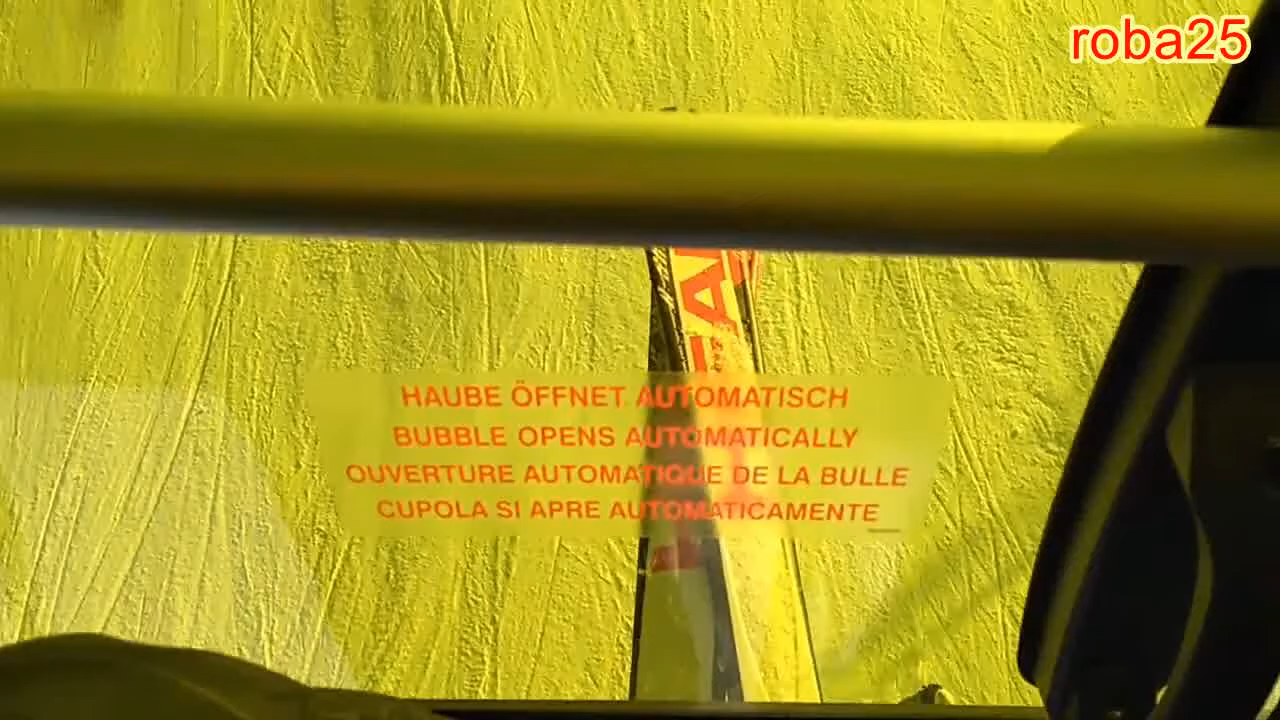 roba25
HAUBE ÖFFNET AUTOMATISCH
BUBBLE OPENS AUTOMATICALLY
OUVERTURE AUTOMATIQUE DE LA BULLE
CUPOLA SI APRE AUTOMATICAMENTE